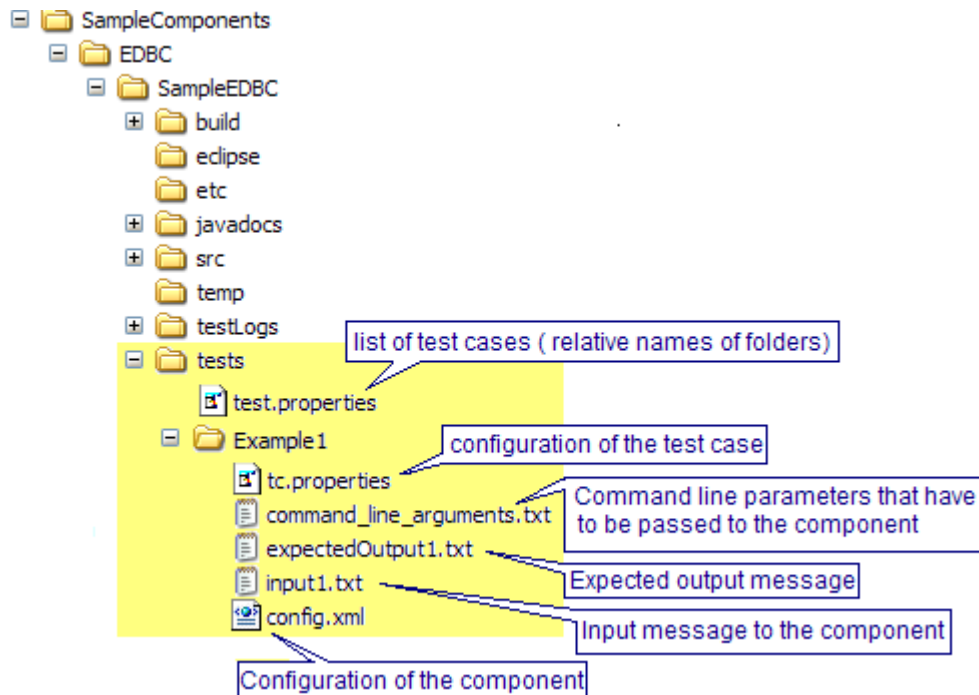 SampleComponents
EDBC
SampleEDBC
build
eclipse
etc
javadocs
src
temp
testLogs
list of test cases ( relative names of folders)
tests
test.properties
Example1
configuration of the test case
tc.properties
Command line parameters that have
to be passed to the component
command_line_arguments.txt
expectedOutput1.txt
Expected output message
input1.txt
Input message to the component
config.xml
Configuration of the component